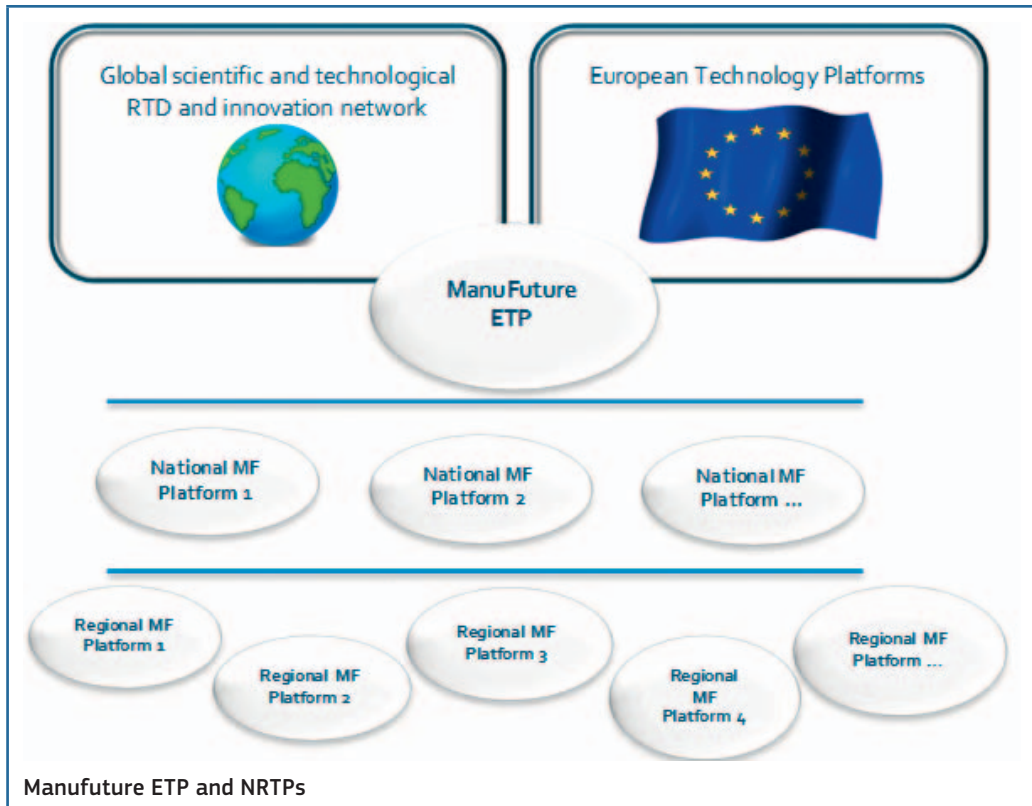 Global scientific and technological
RTD and innovation network
European Technology Platforms
ManuFuture
ETP
National MF
Platform 1
National MF
Platform 2
National MF
Platform ...
Regional MF
Platform 1
Regional MF
Platform 2
Regional MF
Platform 3
Regional
MF
Platform 4
Regional MF
Platform ...
Manufuture ETP and NRTPs